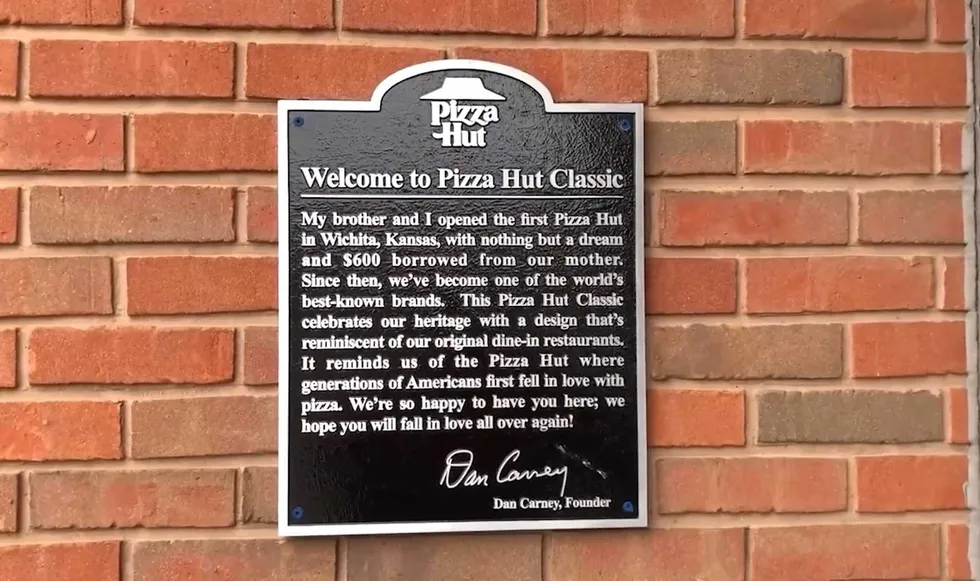 Pizza
Hut
Welcome to Pizza Hut Classic
My brother and I opened the first Pizza Hut
in Wichita, Kansas, with nothing but a dream
and $600 borrowed from our mother.
Since then, we've become one of the world's
best-known brands. This Pizza Hut Classic
celebrates our heritage with a design that's
reminiscent of our original dine-in restaurants.
It reminds us of the Pizza Hut where
generations of Americans first fell in love with
pizza. We're so happy to have you here; we
hope you will fall in love all over again!
Dan Carney
Dan Carney, Founder